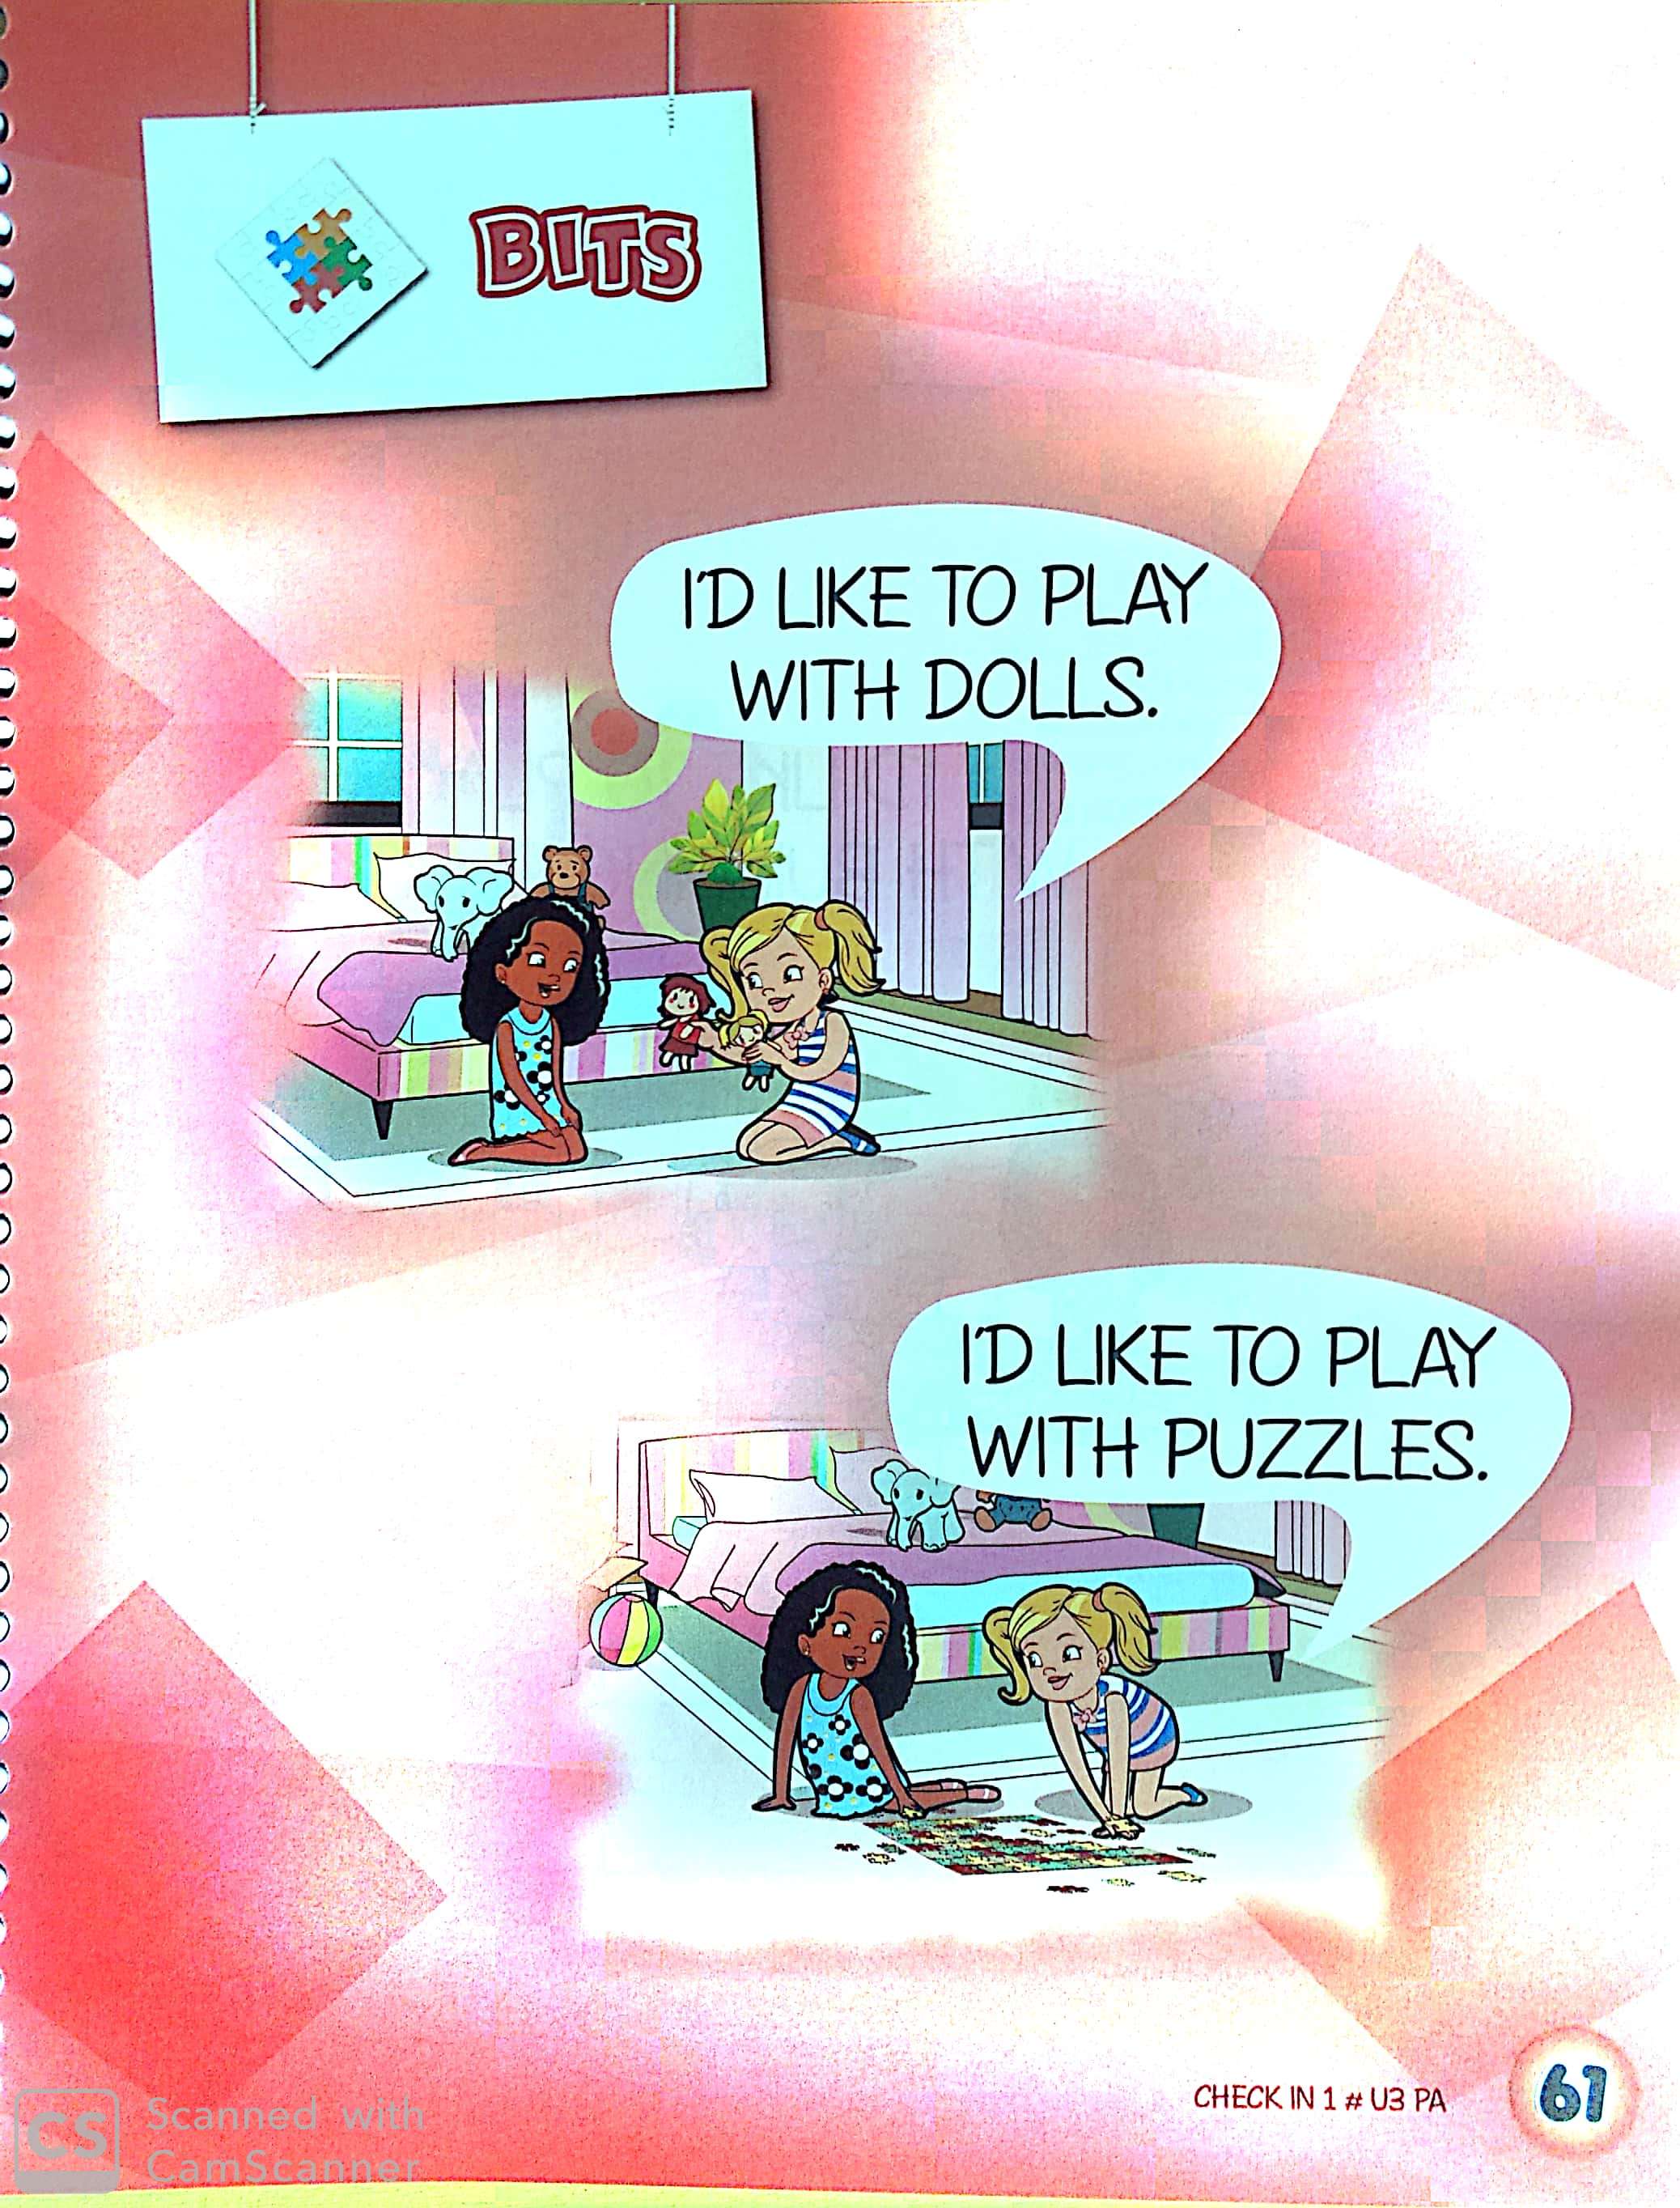 BITS
I'D LIKE TO PLAY
WITH DOLLS.
I'D LIKE TO PLAY
WITH PUZZLES.
CHECK IN 1 # U3 PA
61
CS
Scanned with
CamScanner